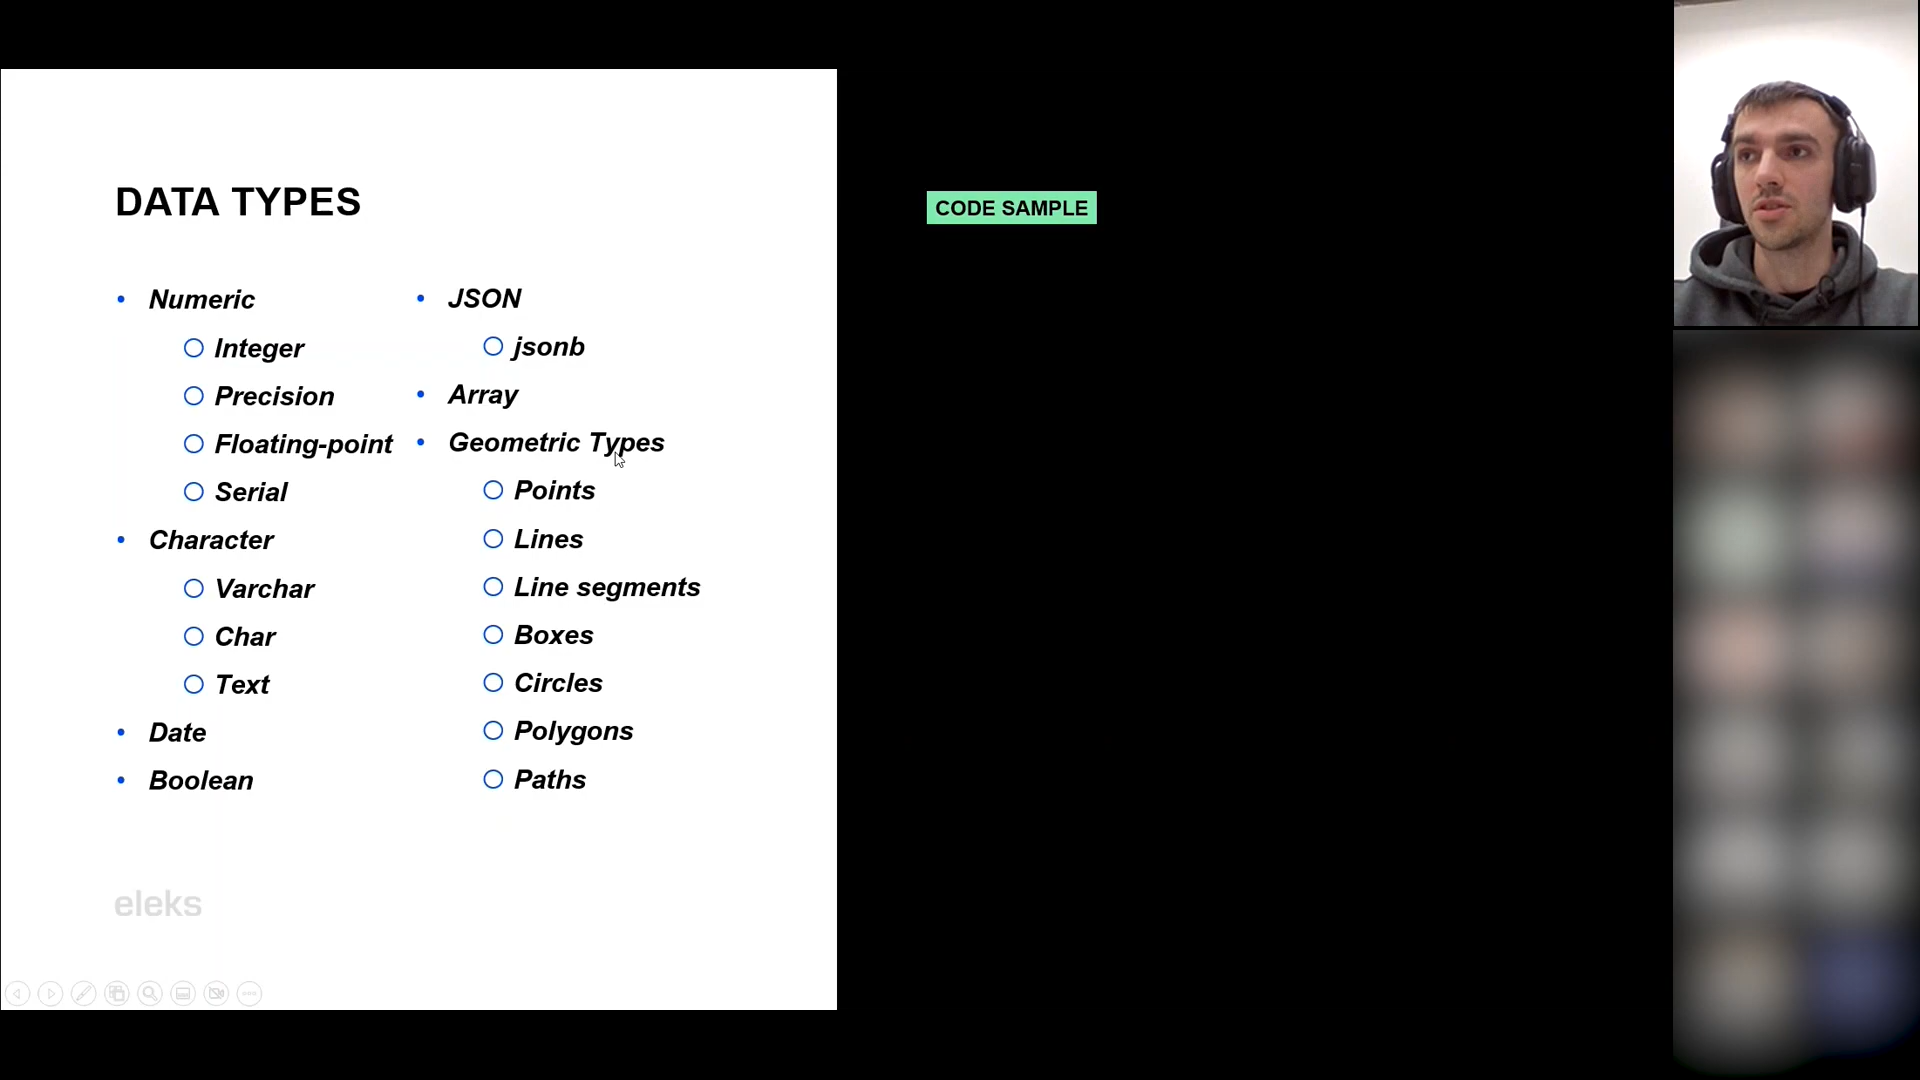 DATA TYPES
Numeric
Integer
Precision
Floating-point
Serial
Character
Varchar
Char
Text
Date
Boolean
JSON
jsonb
Array
Geometric Types
Points
Lines
Line segments
Boxes
Circles
Polygons
Paths
eleks
CODE SAMPLE